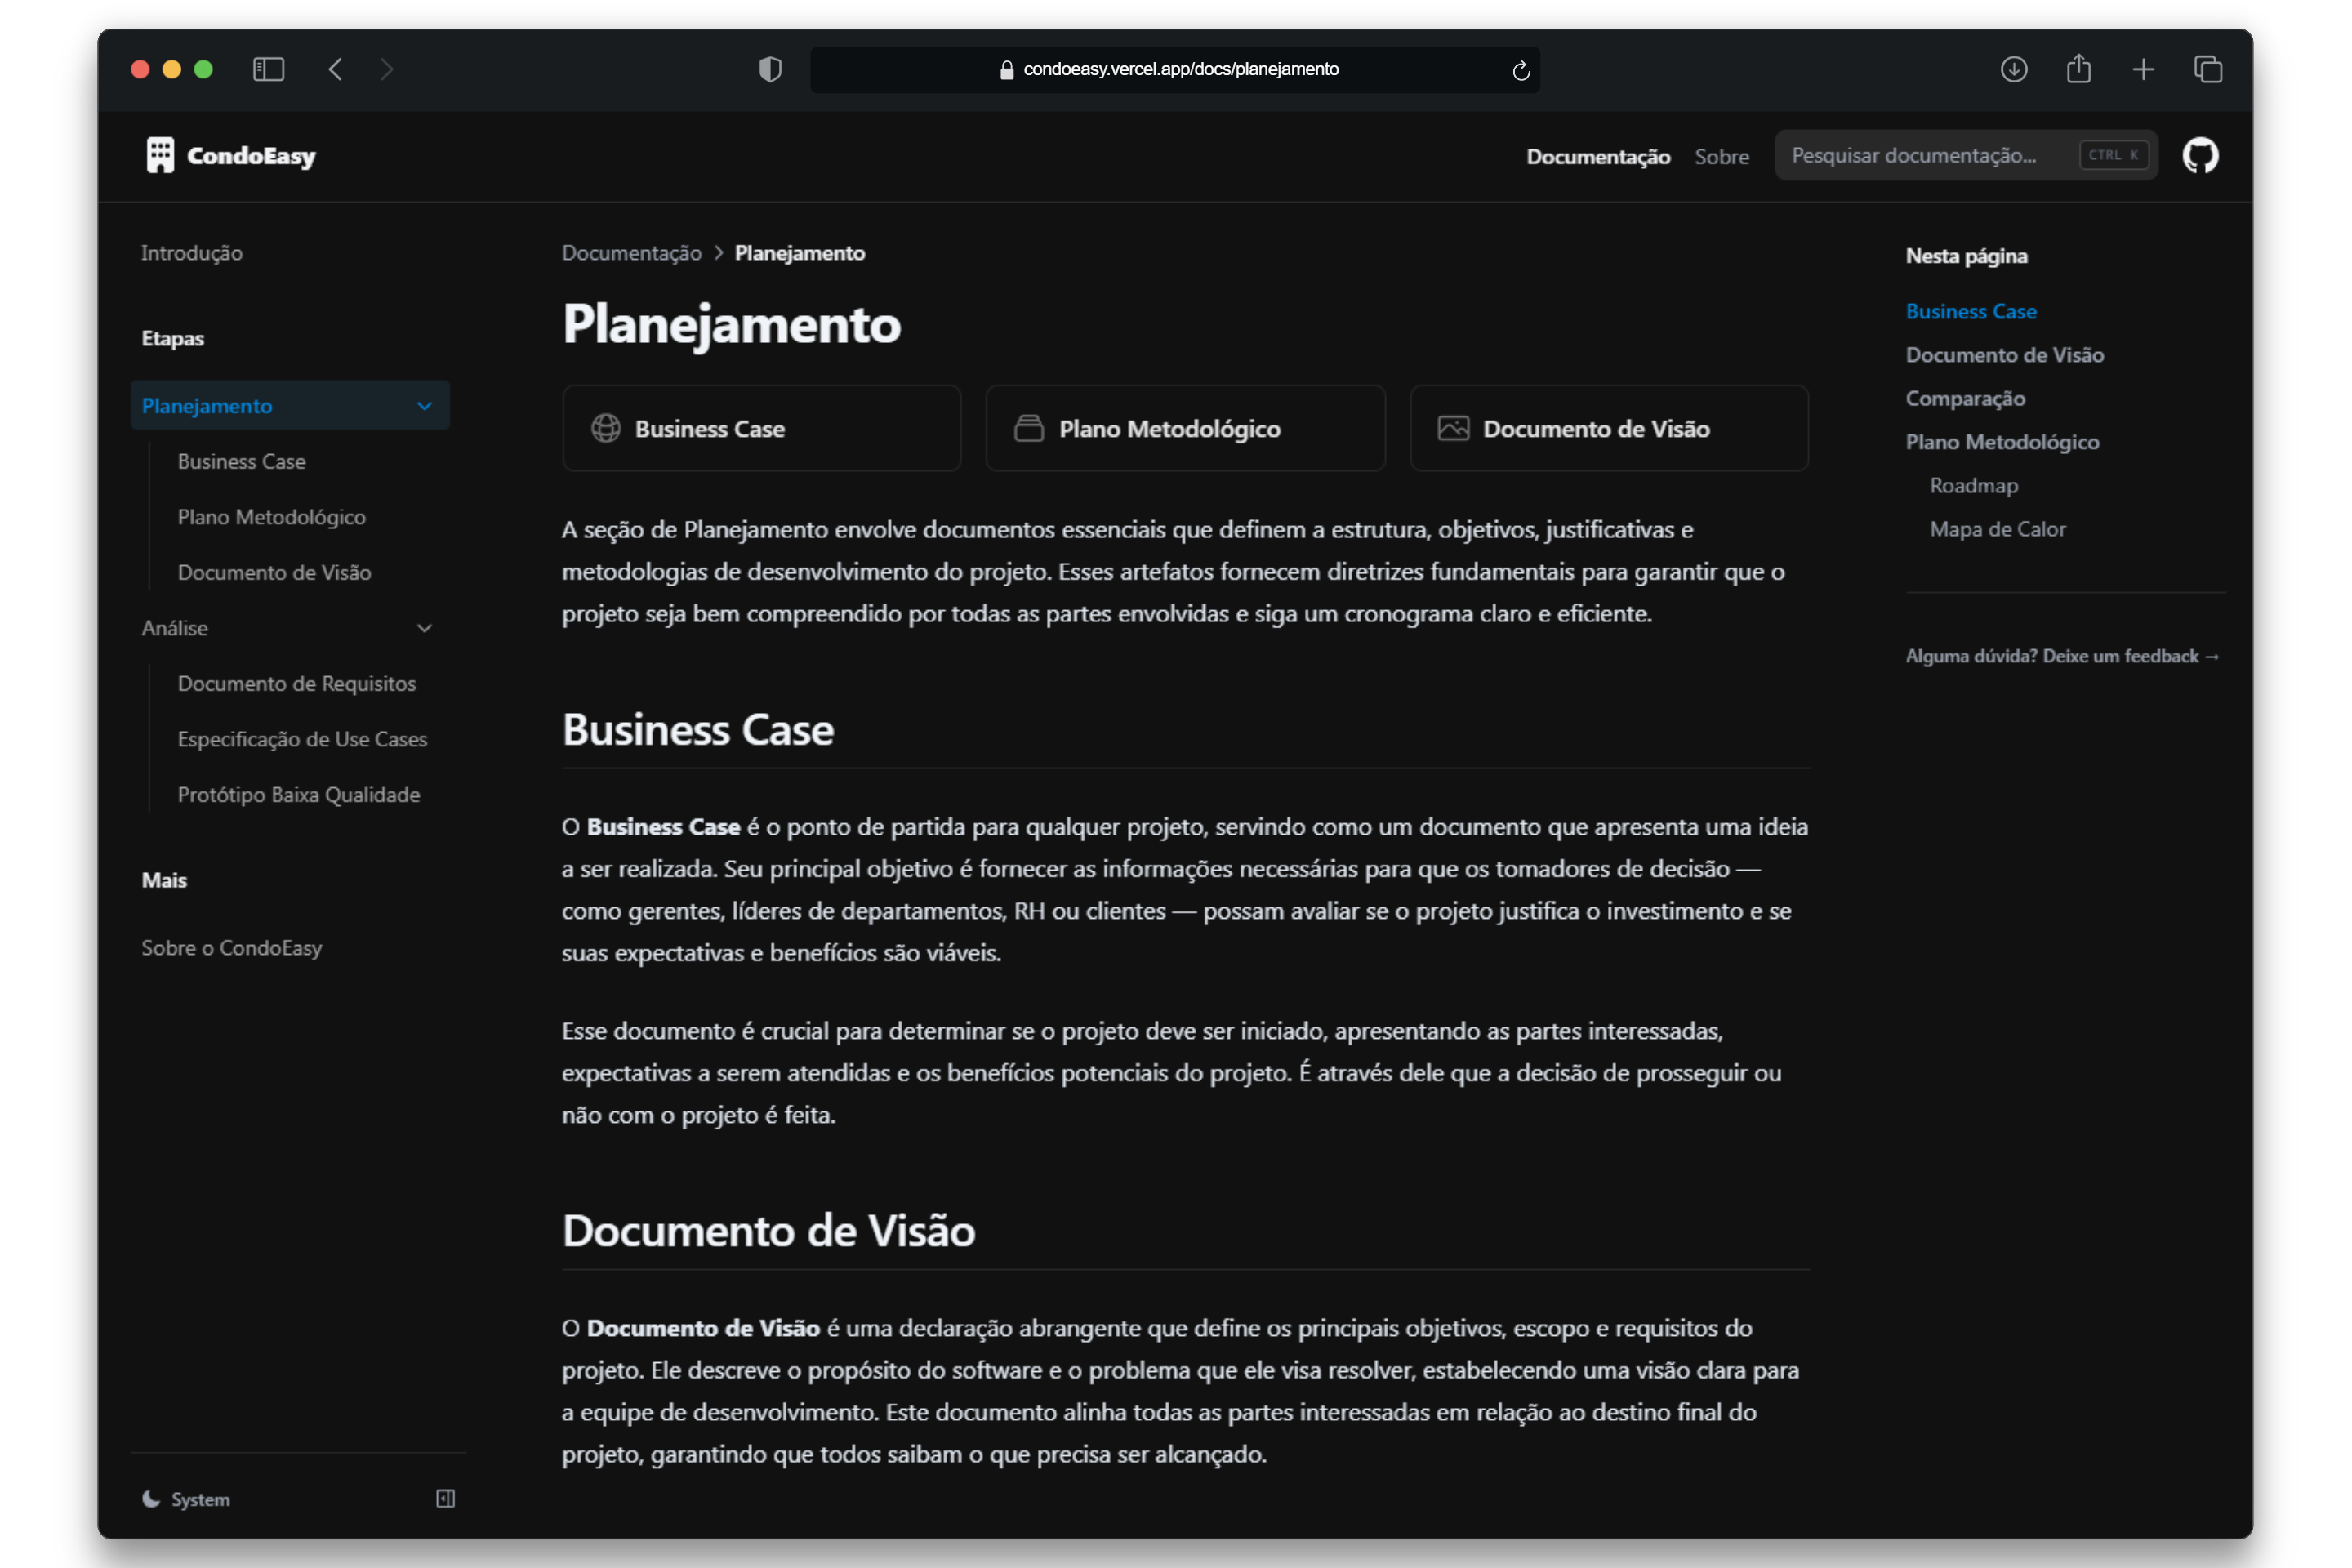 condoeasy.vercel.app/docs/planejamento
CondoEasy
Documentação
Sobre
Pesquisar documentação...
CTRL K
Introdução
Etapas
Planejamento
Business Case
Plano Metodológico
Documento de Visão
Análise
Documento de Requisitos
Especificação de Use Cases
Protótipo Baixa Qualidade
Mais
Sobre o CondoEasy
System
Documentação > Planejamento
Planejamento
Business Case
Plano Metodológico
Documento de Visão
A seção de Planejamento envolve documentos essenciais que definem a estrutura, objetivos, justificativas e
metodologias de desenvolvimento do projeto. Esses artefatos fornecem diretrizes fundamentais para garantir que o
projeto seja bem compreendido por todas as partes envolvidas e siga um cronograma claro e eficiente.
Business Case
O Business Case é o ponto de partida para qualquer projeto, servindo como um documento que apresenta uma ideia
a ser realizada. Seu principal objetivo é fornecer as informações necessárias para que os tomadores de decisão —
como gerentes, líderes de departamentos, RH ou clientes — possam avaliar se o projeto justifica o investimento e se
suas expectativas e benefícios são viáveis.
Esse documento é crucial para determinar se o projeto deve ser iniciado, apresentando as partes interessadas,
expectativas a serem atendidas e os benefícios potenciais do projeto. É através dele que a decisão de prosseguir ou
não com o projeto é feita.
Documento de Visão
O Documento de Visão é uma declaração abrangente que define os principais objetivos, escopo e requisitos do
projeto. Ele descreve o propósito do software e o problema que ele visa resolver, estabelecendo uma visão clara para
a equipe de desenvolvimento. Este documento alinha todas as partes interessadas em relação ao destino final do
projeto, garantindo que todos saibam o que precisa ser alcançado.
Nesta página
Business Case
Documento de Visão
Comparação
Plano Metodológico
Roadmap
Mapa de Calor
Alguma dúvida? Deixe um feedback →